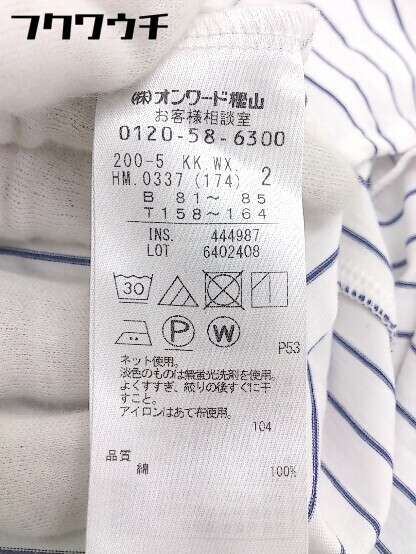 フクワウチ
㈱オンワード樫山
お客様相談室
0120-58-6300
200-5 KK.WX.
HM.0337 (174) 2
B 81～ 85
T 158～164
INS. 444987
LOT 6402408
30
P W
P53
ネット使用。
淡色のものは無蛍光洗剤を使用。
よくすすぎ、絞りの後すぐに干
すこと。
アイロンはあて布使用。
104
品質
綿 100%